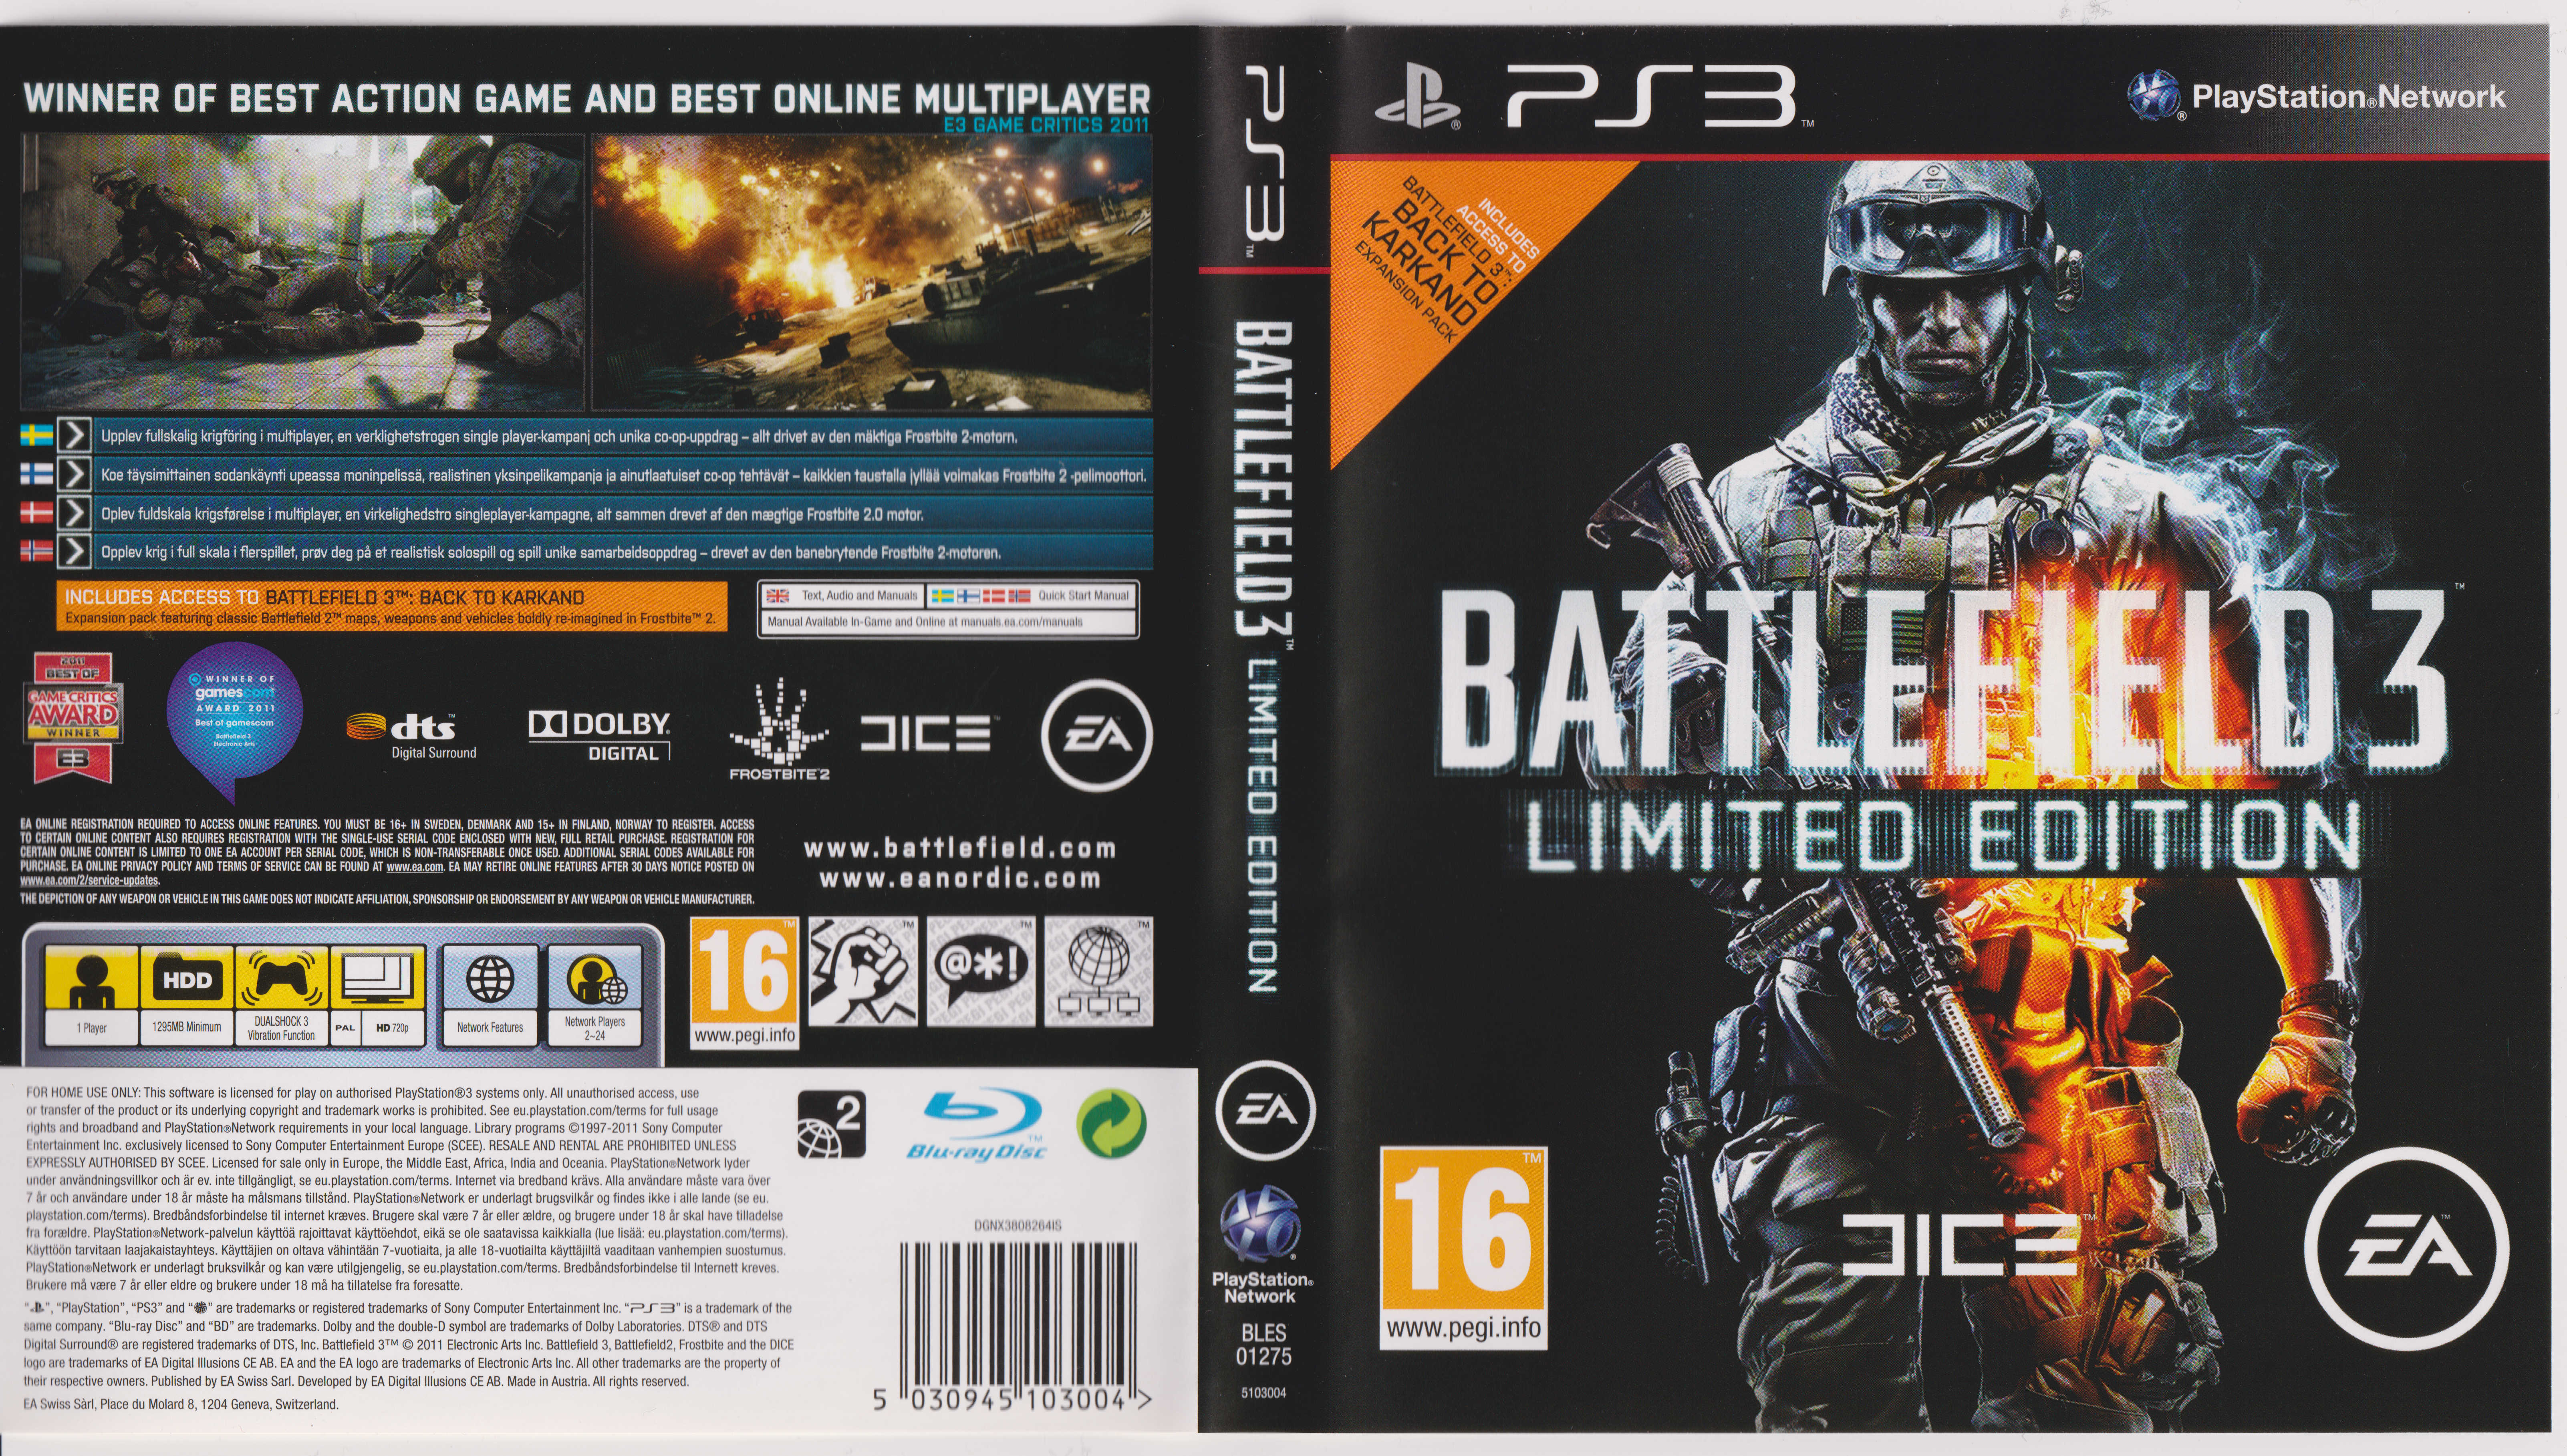 WINNER OF BEST ACTION GAME AND BEST ONLINE MULTIPLAYER
E3 GAME CRITICS 2011
Upplev fullskalig krigföring i multiplayer, en verklighetstrogen single player-kampanj och unika co-op-uppdrag – allt drivet av den mäktiga Frostbite 2-motorn.
Koe täysimittainen sodankäynti upeassa moninpelissä, realistinen yksinpelikampanja ja ainutlaatuiset co-op tehtävät – kaikkien taustalla jyllää voimakas Frostbite 2 -pelimoottori.
Oplev fuldskala krigsførelse i multiplayer, en virkelighedstro singleplayer-kampagne, alt sammen drevet af den mægtige Frostbite 2.0 motor.
Opplev krig i full skala i flerspillet, prøv deg på et realistisk solospill og spill unike samarbeidsoppdrag – drevet av den banebrytende Frostbite 2-motoren.
INCLUDES ACCESS TO BATTLEFIELD 3™: BACK TO KARKAND
Expansion pack featuring classic Battlefield 2™ maps, weapons and vehicles boldly re-imagined in Frostbite™ 2.
Text, Audio and Manuals
Quick Start Manual
Manual Available In-Game and Online at manuals.ea.com/manuals
2011
BEST OF
GAME CRITICS
AWARD
WINNER
E3
WINNER OF
gamescom
AWARD 2011
Best of gamescom
Battlefield 3
Electronic Arts
dts™
Digital Surround
DOLBY®
DIGITAL
FROSTBITE™2
DICE™
EA™
EA ONLINE REGISTRATION REQUIRED TO ACCESS ONLINE FEATURES. YOU MUST BE 16+ IN SWEDEN, DENMARK AND 15+ IN FINLAND, NORWAY TO REGISTER. ACCESS
TO CERTAIN ONLINE CONTENT ALSO REQUIRES REGISTRATION WITH THE SINGLE-USE SERIAL CODE ENCLOSED WITH NEW, FULL RETAIL PURCHASE. REGISTRATION FOR
CERTAIN ONLINE CONTENT IS LIMITED TO ONE EA ACCOUNT PER SERIAL CODE, WHICH IS NON-TRANSFERABLE ONCE USED. ADDITIONAL SERIAL CODES AVAILABLE FOR
PURCHASE. EA ONLINE PRIVACY POLICY AND TERMS OF SERVICE CAN BE FOUND AT www.ea.com. EA MAY RETIRE ONLINE FEATURES AFTER 30 DAYS NOTICE POSTED ON
www.ea.com/2/service-updates.
THE DEPICTION OF ANY WEAPON OR VEHICLE IN THIS GAME DOES NOT INDICATE AFFILIATION, SPONSORSHIP OR ENDORSEMENT BY ANY WEAPON OR VEHICLE MANUFACTURER.
www.battlefield.com
www.eanordic.com
1 Player
HDD
1295MB Minimum
DUALSHOCK 3
Vibration Function
PAL
HD 720p
Network Features
Network Players
2~24
16™
www.pegi.info
@*!
FOR HOME USE ONLY: This software is licensed for play on authorised PlayStation®3 systems only. All unauthorised access, use
or transfer of the product or its underlying copyright and trademark works is prohibited. See eu.playstation.com/terms for full usage
rights and broadband and PlayStation®Network requirements in your local language. Library programs ©1997-2011 Sony Computer
Entertainment Inc. exclusively licensed to Sony Computer Entertainment Europe (SCEE). RESALE AND RENTAL ARE PROHIBITED UNLESS
EXPRESSLY AUTHORISED BY SCEE. Licensed for sale only in Europe, the Middle East, Africa, India and Oceania. PlayStation®Network lyder
under användningsvillkor och är ev. inte tillgängligt, se eu.playstation.com/terms. Internet via bredband krävs. Alla användare måste vara över
7 år och användare under 18 år måste ha målsmans tillstånd. PlayStation®Network er underlagt brugsvilkår og findes ikke i alle lande (se eu.
playstation.com/terms). Bredbåndsforbindelse til internet kræves. Brugere skal være 7 år eller ældre, og brugere under 18 år skal have tilladelse
fra forældre. PlayStation®Network-palvelun käyttöä rajoittavat käyttöehdot, eikä se ole saatavissa kaikkialla (lue lisää: eu.playstation.com/terms).
Käyttöön tarvitaan laajakaistayhteys. Käyttäjien on oltava vähintään 7-vuotiaita, ja alle 18-vuotiailta käyttäjiltä vaaditaan vanhempien suostumus.
PlayStation®Network er underlagt bruksvilkår og kan være utilgjengelig, se eu.playstation.com/terms. Bredbåndsforbindelse til Internett kreves.
Brukere må være 7 år eller eldre og brukere under 18 må ha tillatelse fra foresatte.
"", "PlayStation", "PS3" and "" are trademarks or registered trademarks of Sony Computer Entertainment Inc. "PS3" is a trademark of the
same company. "Blu-ray Disc" and "BD" are trademarks. Dolby and the double-D symbol are trademarks of Dolby Laboratories. DTS® and DTS
Digital Surround® are registered trademarks of DTS, Inc. Battlefield 3™ © 2011 Electronic Arts Inc. Battlefield 3, Battlefield2, Frostbite and the DICE
logo are trademarks of EA Digital Illusions CE AB. EA and the EA logo are trademarks of Electronic Arts Inc. All other trademarks are the property of
their respective owners. Published by EA Swiss Sarl. Developed by EA Digital Illusions CE AB. Made in Austria. All rights reserved.
EA Swiss Sàrl, Place du Molard 8, 1204 Geneva, Switzerland.
2
Blu-ray Disc™
DGNX3808264IS
5 030945 103004 >
PS3™
BATTLEFIELD 3™ LIMITED EDITION
EA
PlayStation®
Network
BLES
01275
5103004
PS3™
PlayStation®Network
INCLUDES
ACCESS TO
BATTLEFIELD 3™:
BACK TO
KARKAND
EXPANSION PACK
BATTLEFIELD 3™
LIMITED EDITION
16™
www.pegi.info
DICE™
EA™